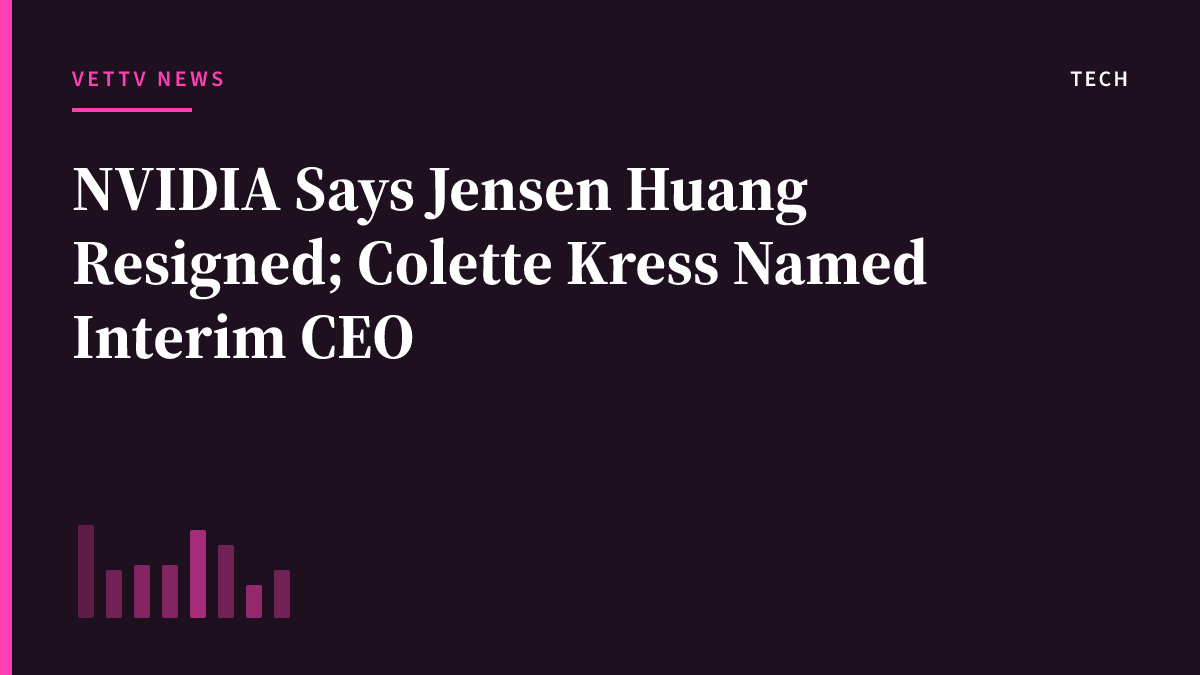 VETTV NEWS
TECH
NVIDIA Says Jensen Huang
Resigned; Colette Kress Named
Interim CEO